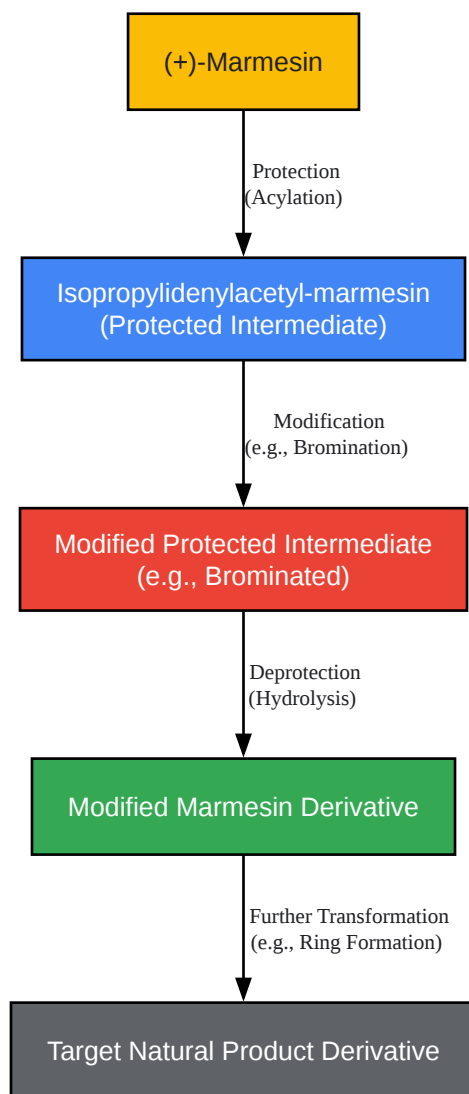 (+)-Marmesin
Protection
(Acylation)
Isopropylidenylacetyl-marmesin
(Protected Intermediate)
Modification
(e.g., Bromination)
Modified Protected Intermediate
(e.g., Brominated)
Deprotection
(Hydrolysis)
Modified Marmesin Derivative
Further Transformation
(e.g., Ring Formation)
Target Natural Product Derivative